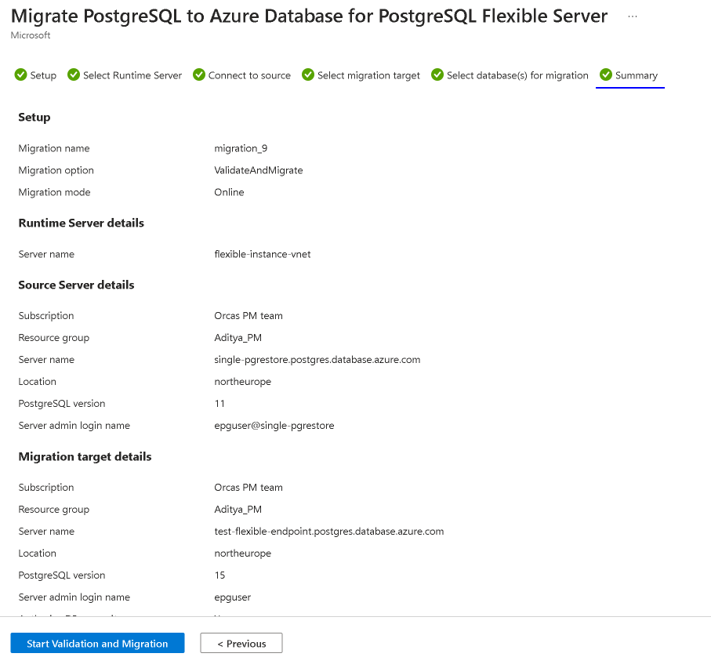 Migrate PostgreSQL to Azure Database for PostgreSQL Flexible Server ...
Microsoft
Setup Select Runtime Server Connect to source Select migration target Select database(s) for migration Summary
Setup
Migration name migration_9
Migration option ValidateAndMigrate
Migration mode Online
Runtime Server details
Server name flexible-instance-vnet
Source Server details
Subscription Orcas PM team
Resource group Aditya_PM
Server name single-pgrestore.postgres.database.azure.com
Location northeurope
PostgreSQL version 11
Server admin login name epguser@single-pgrestore
Migration target details
Subscription Orcas PM team
Resource group Aditya_PM
Server name test-flexible-endpoint.postgres.database.azure.com
Location northeurope
PostgreSQL version 15
Server admin login name epguser
Start Validation and Migration < Previous